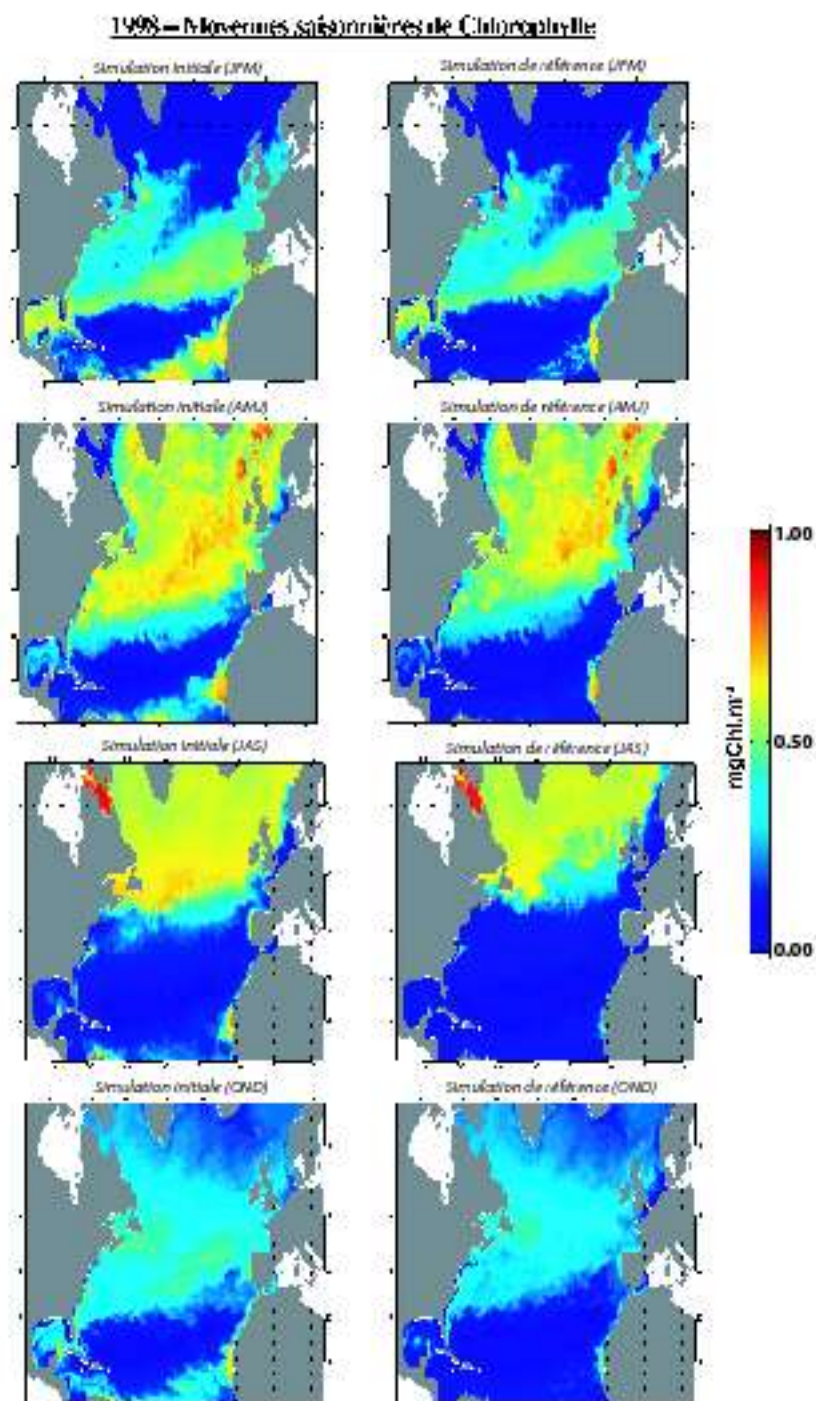 1998 – Moyennes saisonnières de Chlorophylle
Simulation Initiale (JFM)
Simulation de référence (JFM)
Simulation Initiale (AMJ)
Simulation de référence (AMJ)
1.00
0.50
0.00
mgChl.m⁻³
Simulation Initiale (JAS)
Simulation de référence (JAS)
Simulation Initiale (OND)
Simulation de référence (OND)